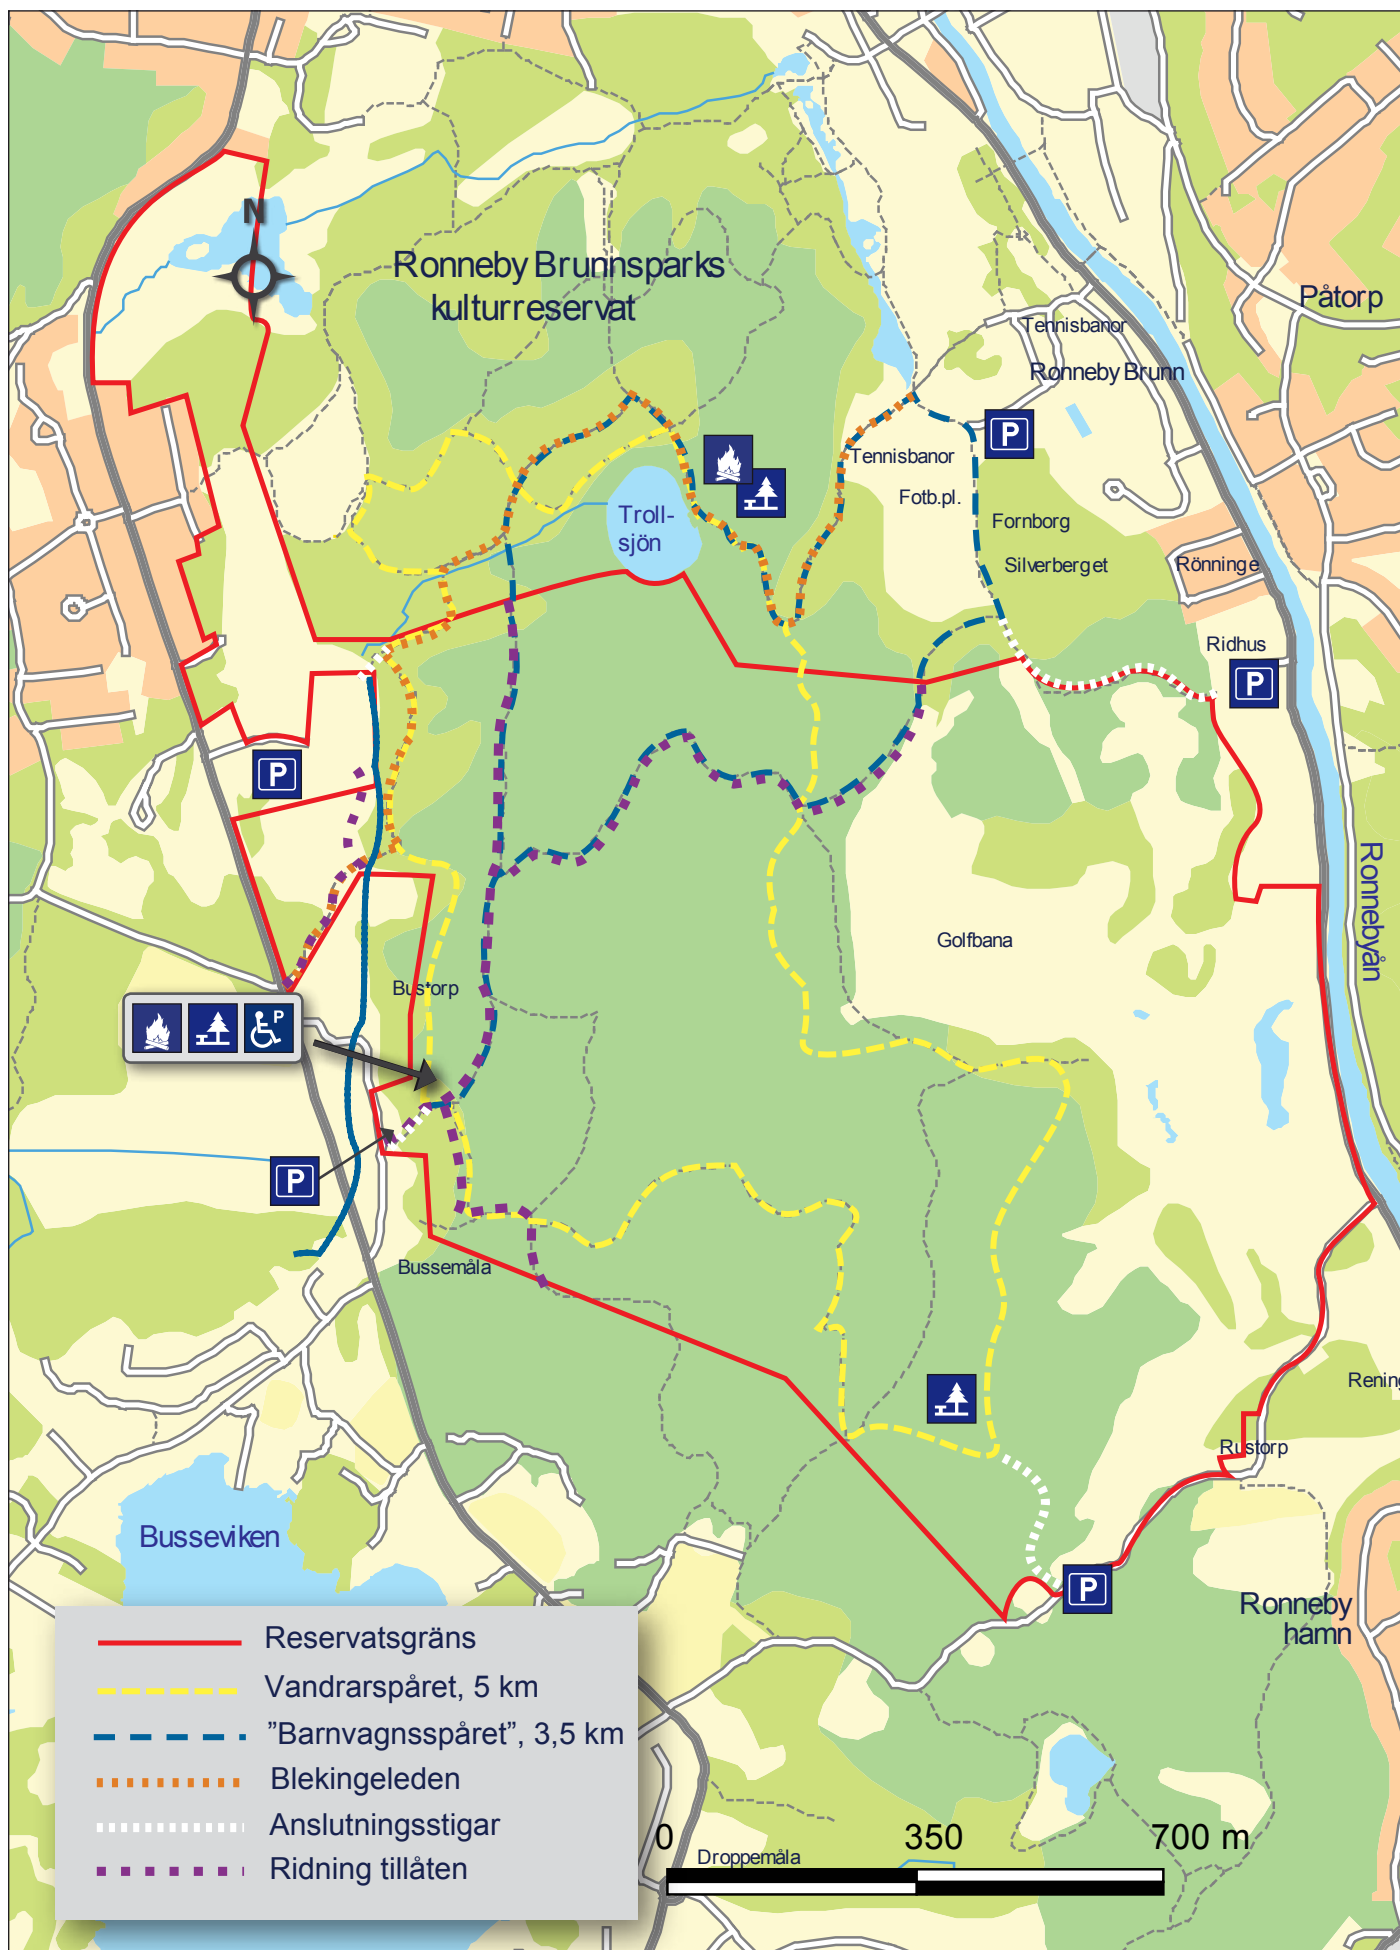 N
Ronneby Brunnsparks
kulturreservat
Påtorp
Tennisbanor
Ronneby Brunn
P
Tennisbanor
Fotb.pl.
Troll-
sjön
Fornborg
Silverberget
Rönninge
Ridhus
P
P
Ronnebyån
Golfbana
Bustorp
P
P
Bussemåla
Rustorp
Busseviken
P
Ronneby
hamn
Reservatsgräns
Vandrarspåret, 5 km
”Barnvagnsspåret”, 3,5 km
Blekingeleden
Anslutningsstigar
Ridning tillåten
0 350 700 m
Droppemåla